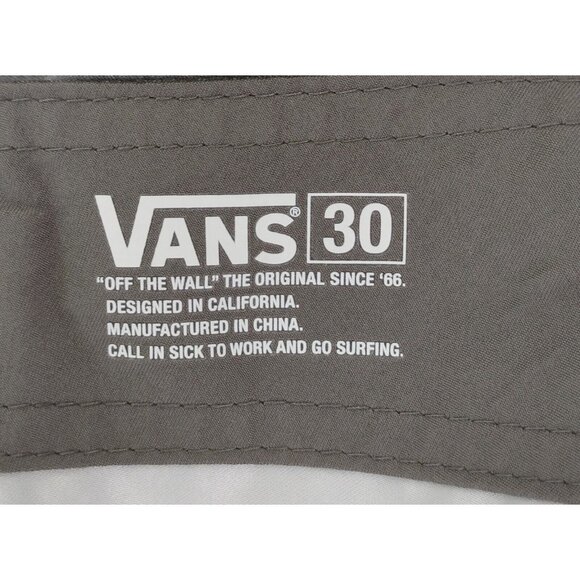 VANS® 30
"OFF THE WALL" THE ORIGINAL SINCE '66.
DESIGNED IN CALIFORNIA.
MANUFACTURED IN CHINA.
CALL IN SICK TO WORK AND GO SURFING.